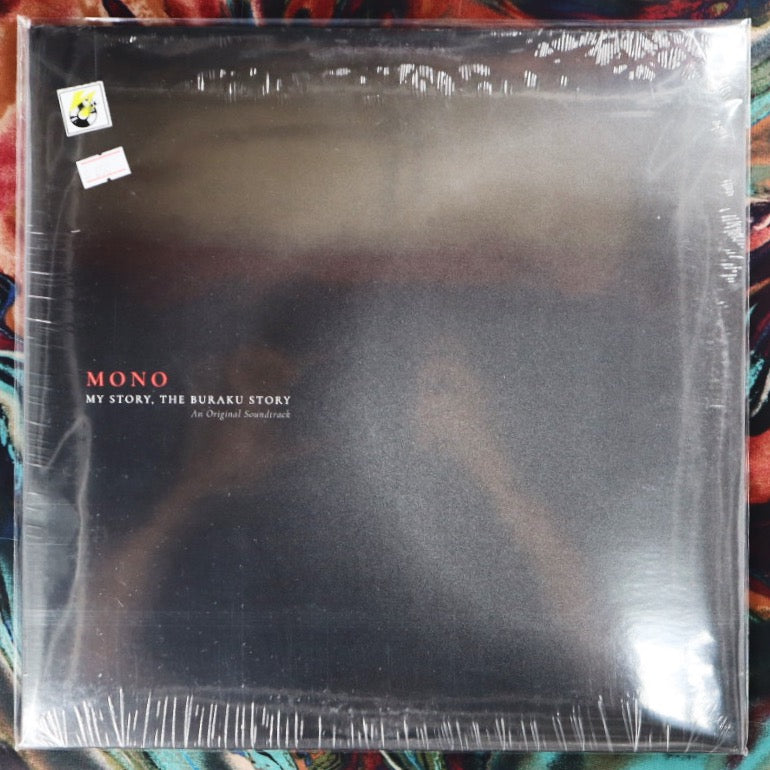 MONO
MY STORY, THE BURAKU STORY
An Original Soundtrack